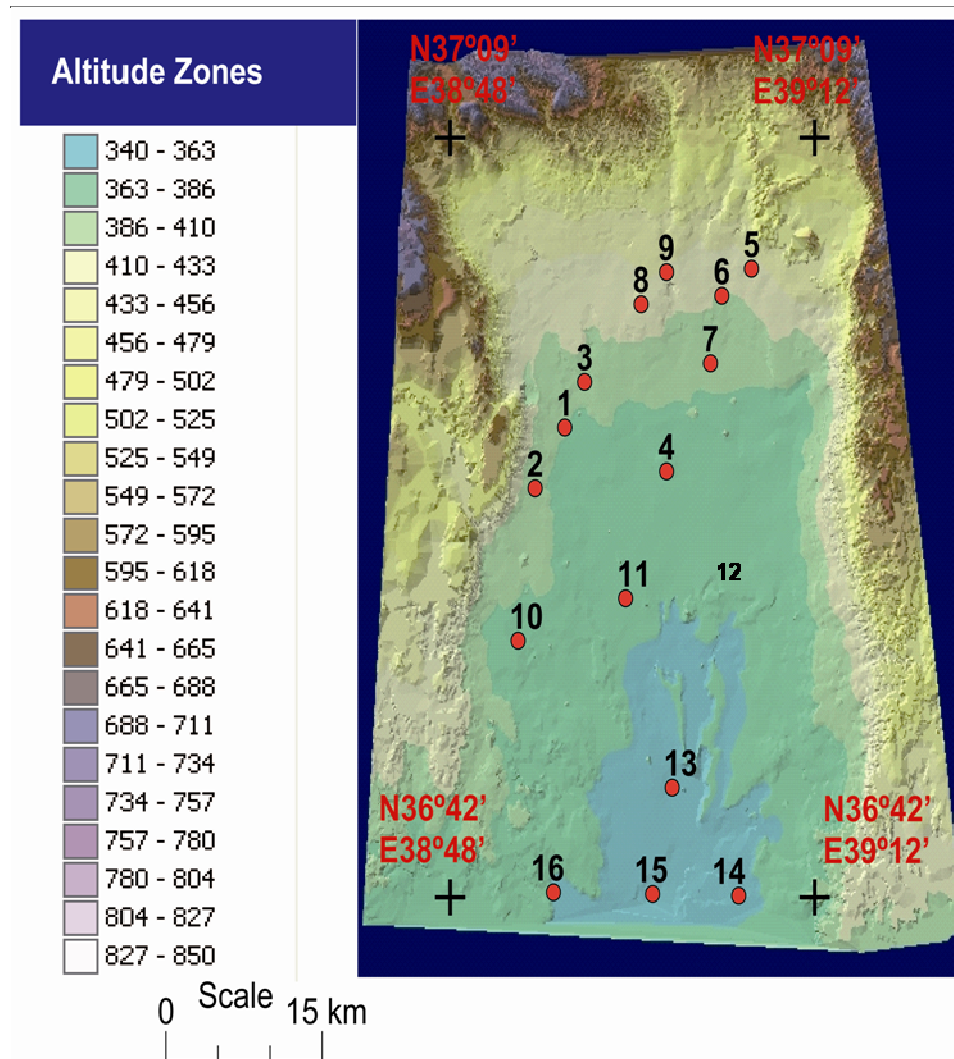 Altitude Zones
340 - 363
363 - 386
386 - 410
410 - 433
433 - 456
456 - 479
479 - 502
502 - 525
525 - 549
549 - 572
572 - 595
595 - 618
618 - 641
641 - 665
665 - 688
688 - 711
711 - 734
734 - 757
757 - 780
780 - 804
804 - 827
827 - 850
Scale
0 15 km
N37º09’
E38º48’
N37º09’
E39º12’
9
5
8
6
7
3
1
4
2
11
12
10
13
N36º42’
E38º48’
N36º42’
E39º12’
16
15
14